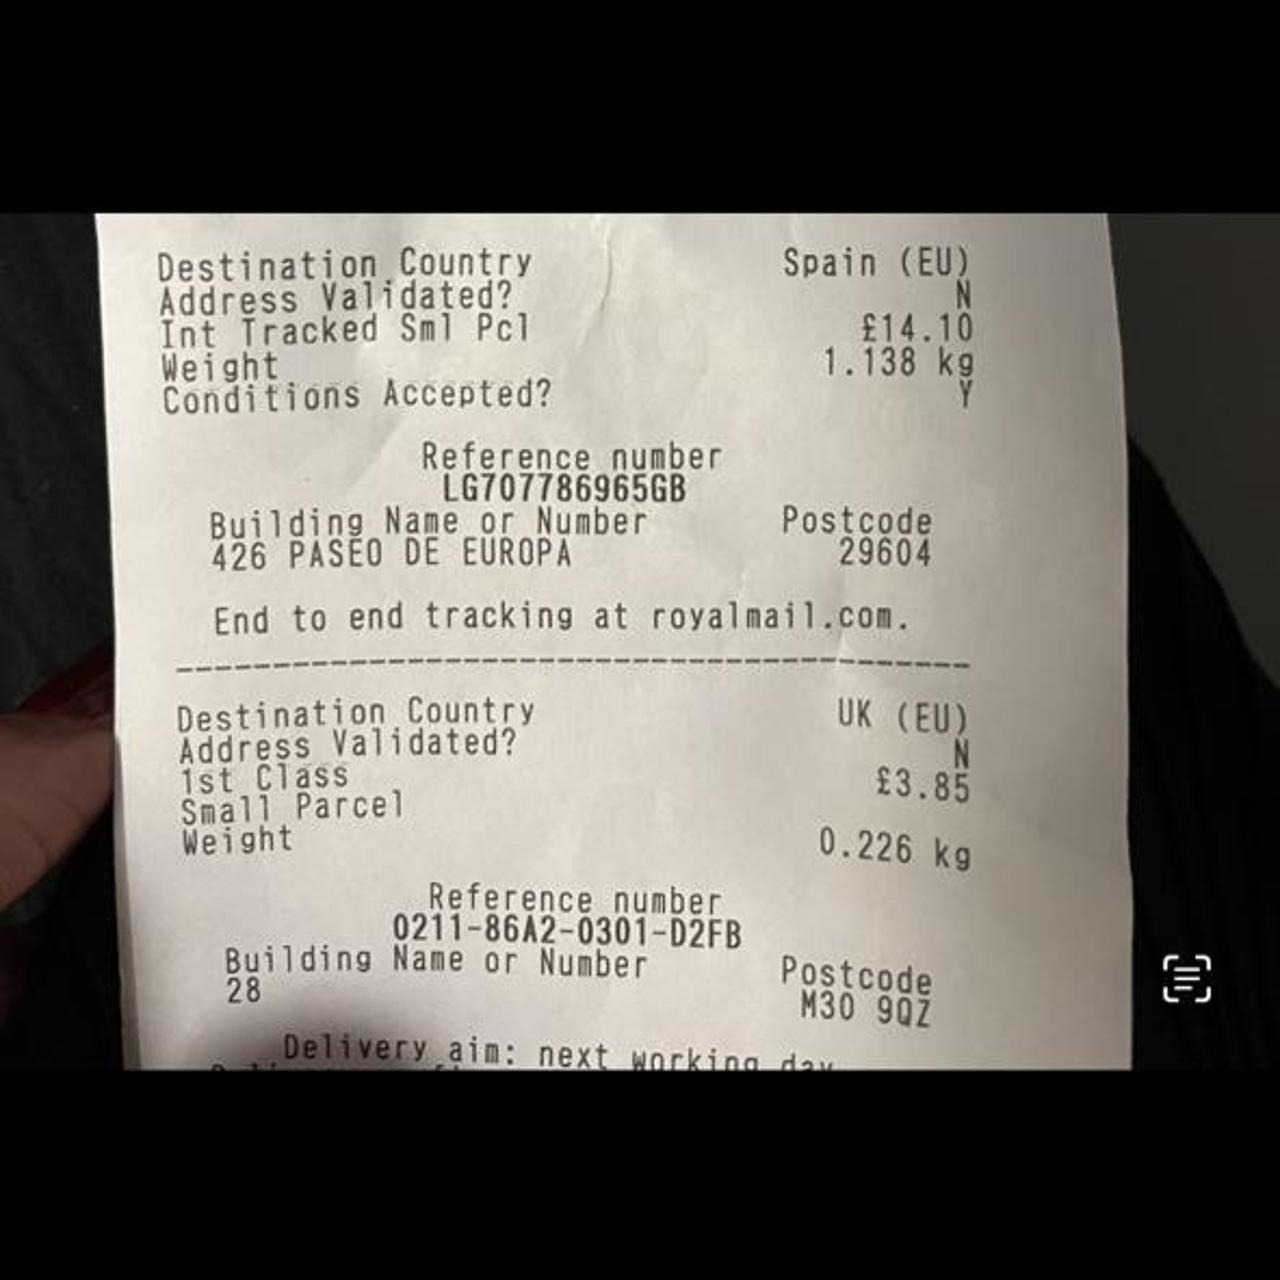 Destination Country Spain (EU)
Address Validated? N
Int Tracked Sml Pcl £14.10
Weight 1.138 kg
Conditions Accepted? Y
Reference number
LG707786965GB
Building Name or Number Postcode
426 PASEO DE EUROPA 29604
End to end tracking at royalmail.com.
Destination Country UK (EU)
Address Validated? N
1st Class £3.85
Small Parcel
Weight 0.226 kg
Reference number
0211-86A2-0301-D2FB
Building Name or Number Postcode
28 M30 9QZ
Delivery aim: next working day